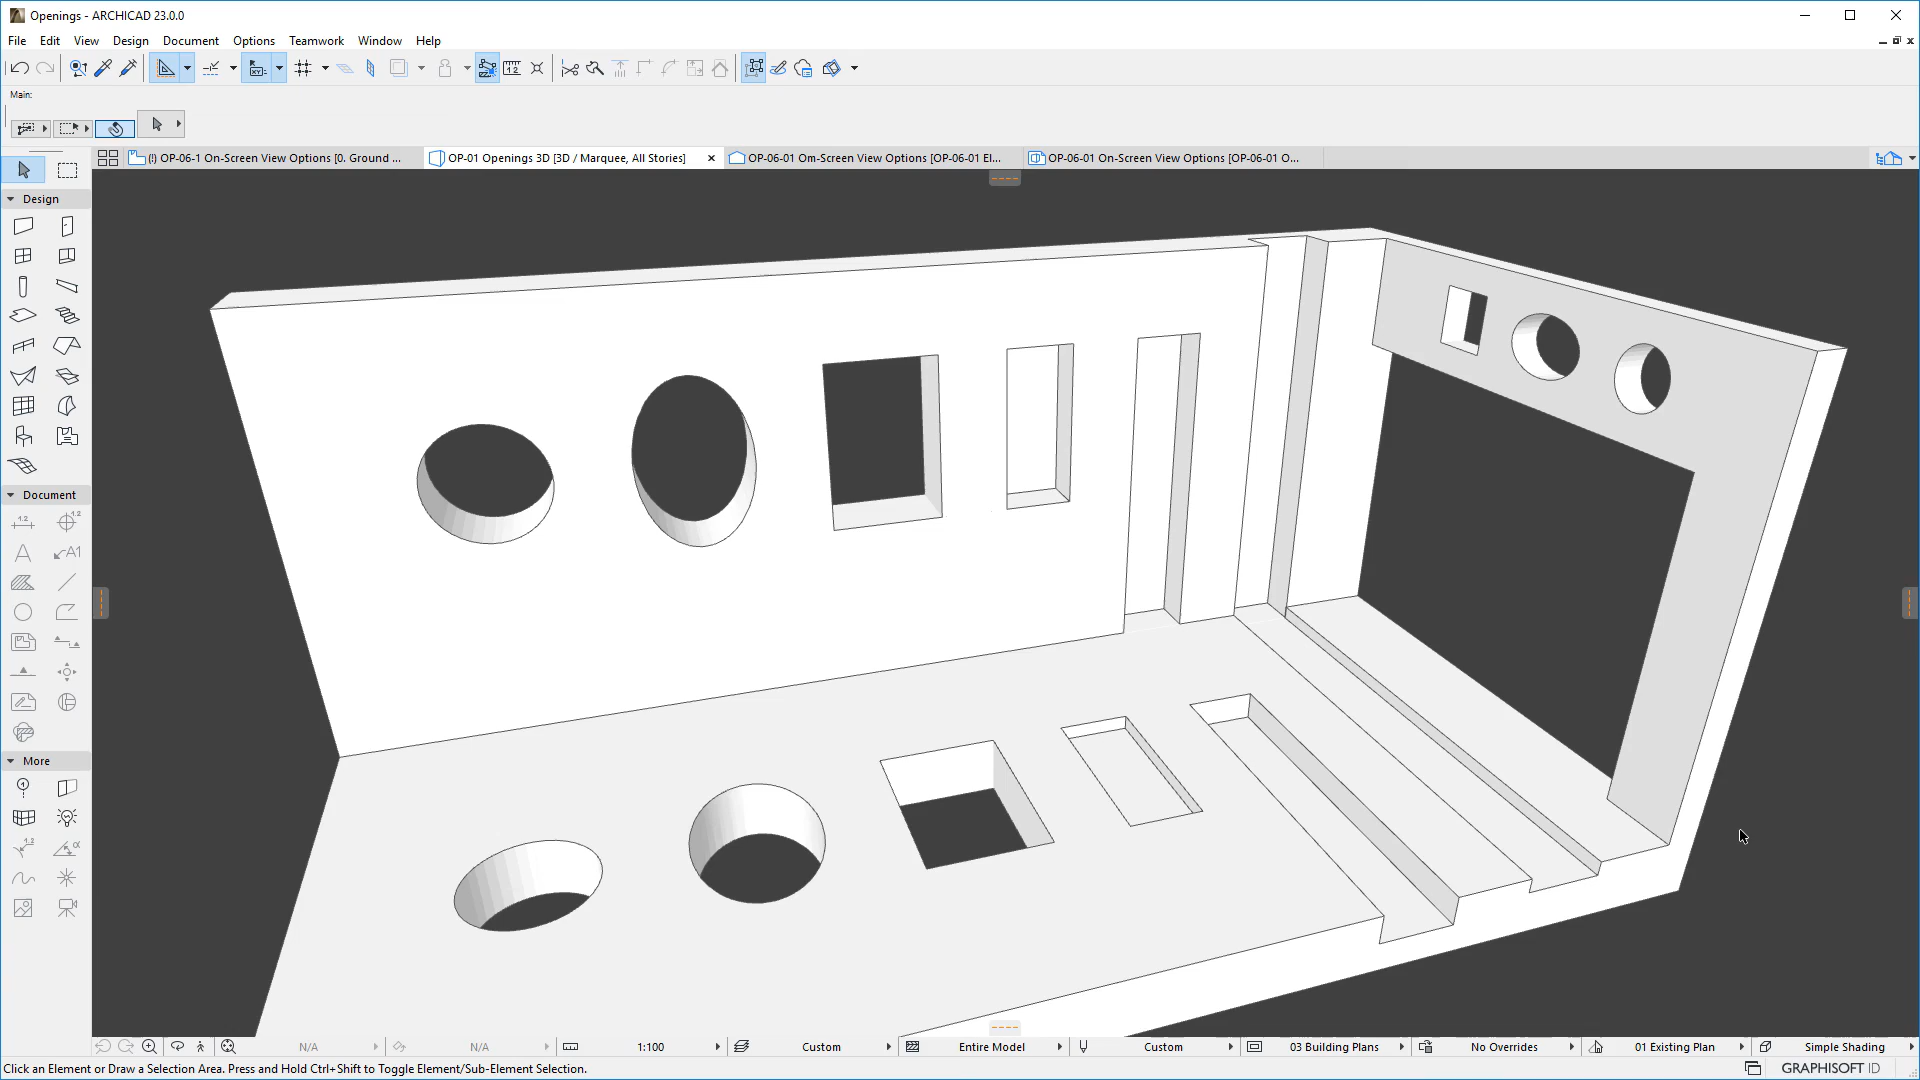 Openings - ARCHICAD 23.0.0
File Edit View Design Document Options Teamwork Window Help
Main:
(!) OP-06-1 On-Screen View Options [0. Ground ...
OP-01 Openings 3D [3D / Marquee, All Stories]
OP-06-01 Om-Screen View Options [OP-06-01 El...
OP-06-01 On-Screen View Options [OP-06-01 O...
Design
Document
A
A1
More
N/A
N/A
1:100
Custom
Entire Model
Custom
03 Building Plans
No Overrides
01 Existing Plan
Simple Shading
Click an Element or Draw a Selection Area. Press and Hold Ctrl+Shift to Toggle Element/Sub-Element Selection.
GRAPHISOFT ID